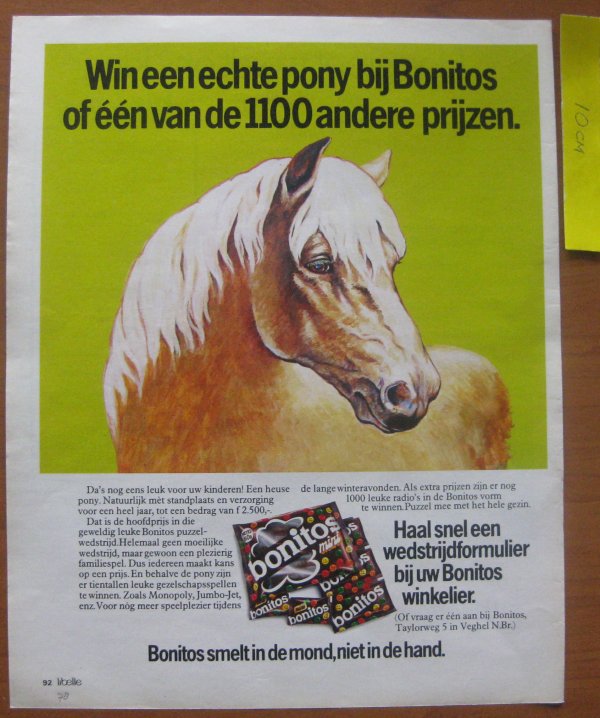 Win een echte pony bij Bonitos
of één van de 1100 andere prijzen.
10cm
Da's nog eens leuk voor uw kinderen! Een heuse
pony. Natuurlijk mèt standplaats en verzorging
voor een heel jaar, tot een bedrag van f 2.500,-.
Dat is de hoofdprijs in die
geweldig leuke Bonitos puzzel-
wedstrijd. Helemaal geen moeilijke
wedstrijd, maar gewoon een plezierig
familiespel. Dus iedereen maakt kans
op een prijs. En behalve de pony zijn
er tientallen leuke gezelschapsspellen
te winnen. Zoals Monopoly, Jumbo-Jet,
enz. Voor nóg meer speelplezier tijdens
de lange winteravonden. Als extra prijzen zijn er nog
1000 leuke radio's in de Bonitos vorm
te winnen. Puzzel mee met het hele gezin.
bonitos
mini
bonitos
bonitos
bonitos
Haal snel een
wedstrijdformulier
bij uw Bonitos
winkelier.
(Of vraag er één aan bij Bonitos,
Taylorweg 5 in Veghel N.Br.)
Bonitos smelt in de mond, niet in de hand.
92 libelle